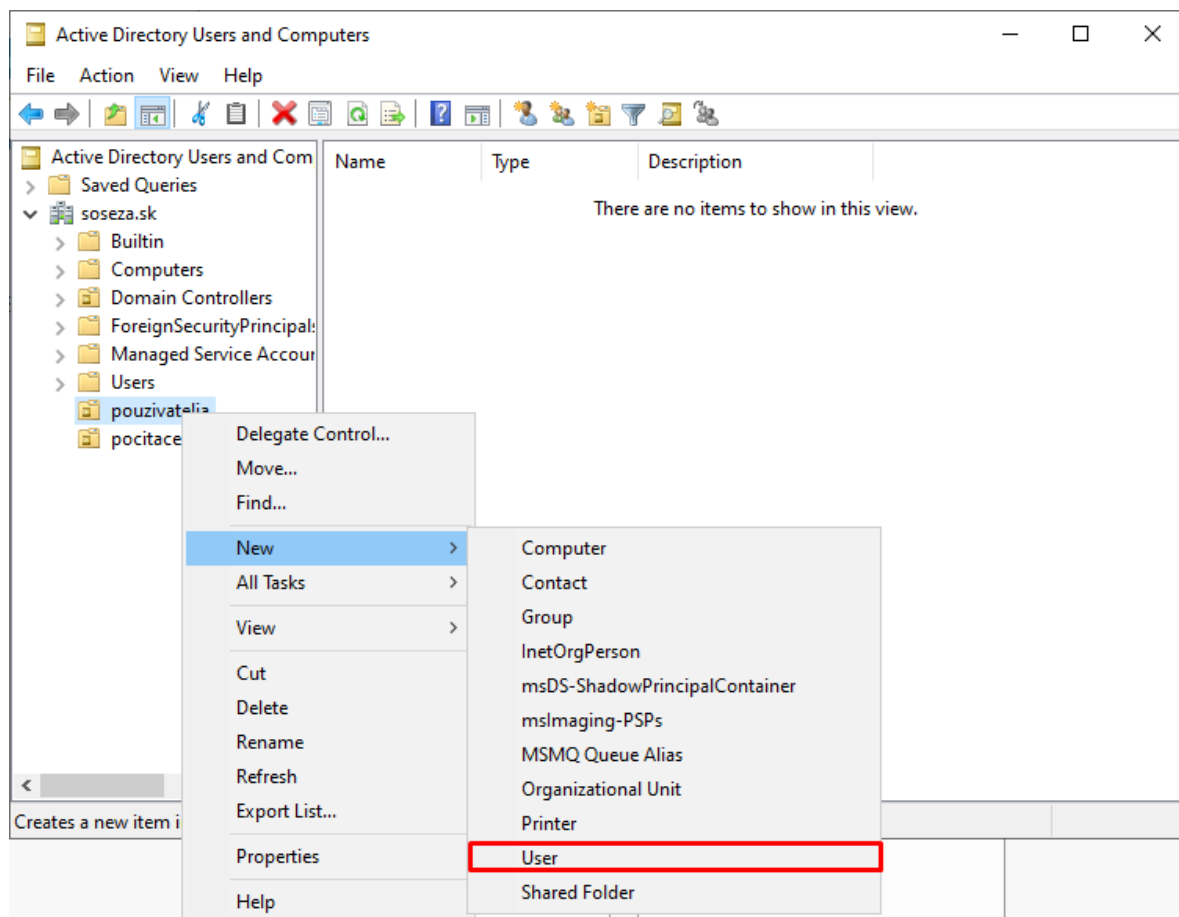 Active Directory Users and Computers
File Action View Help
Active Directory Users and Com
Name Type Description
Saved Queries
There are no items to show in this view.
soseza.sk
Builtin
Computers
Domain Controllers
ForeignSecurityPrincipals
Managed Service Accour
Users
pouzivatelia
pocitace
Delegate Control...
Move...
Find...
New
All Tasks
View
Cut
Delete
Rename
Refresh
Export List...
Properties
Help
Computer
Contact
Group
InetOrgPerson
msDS-ShadowPrincipalContainer
msImaging-PSPs
MSMQ Queue Alias
Organizational Unit
Printer
User
Shared Folder
Creates a new item i